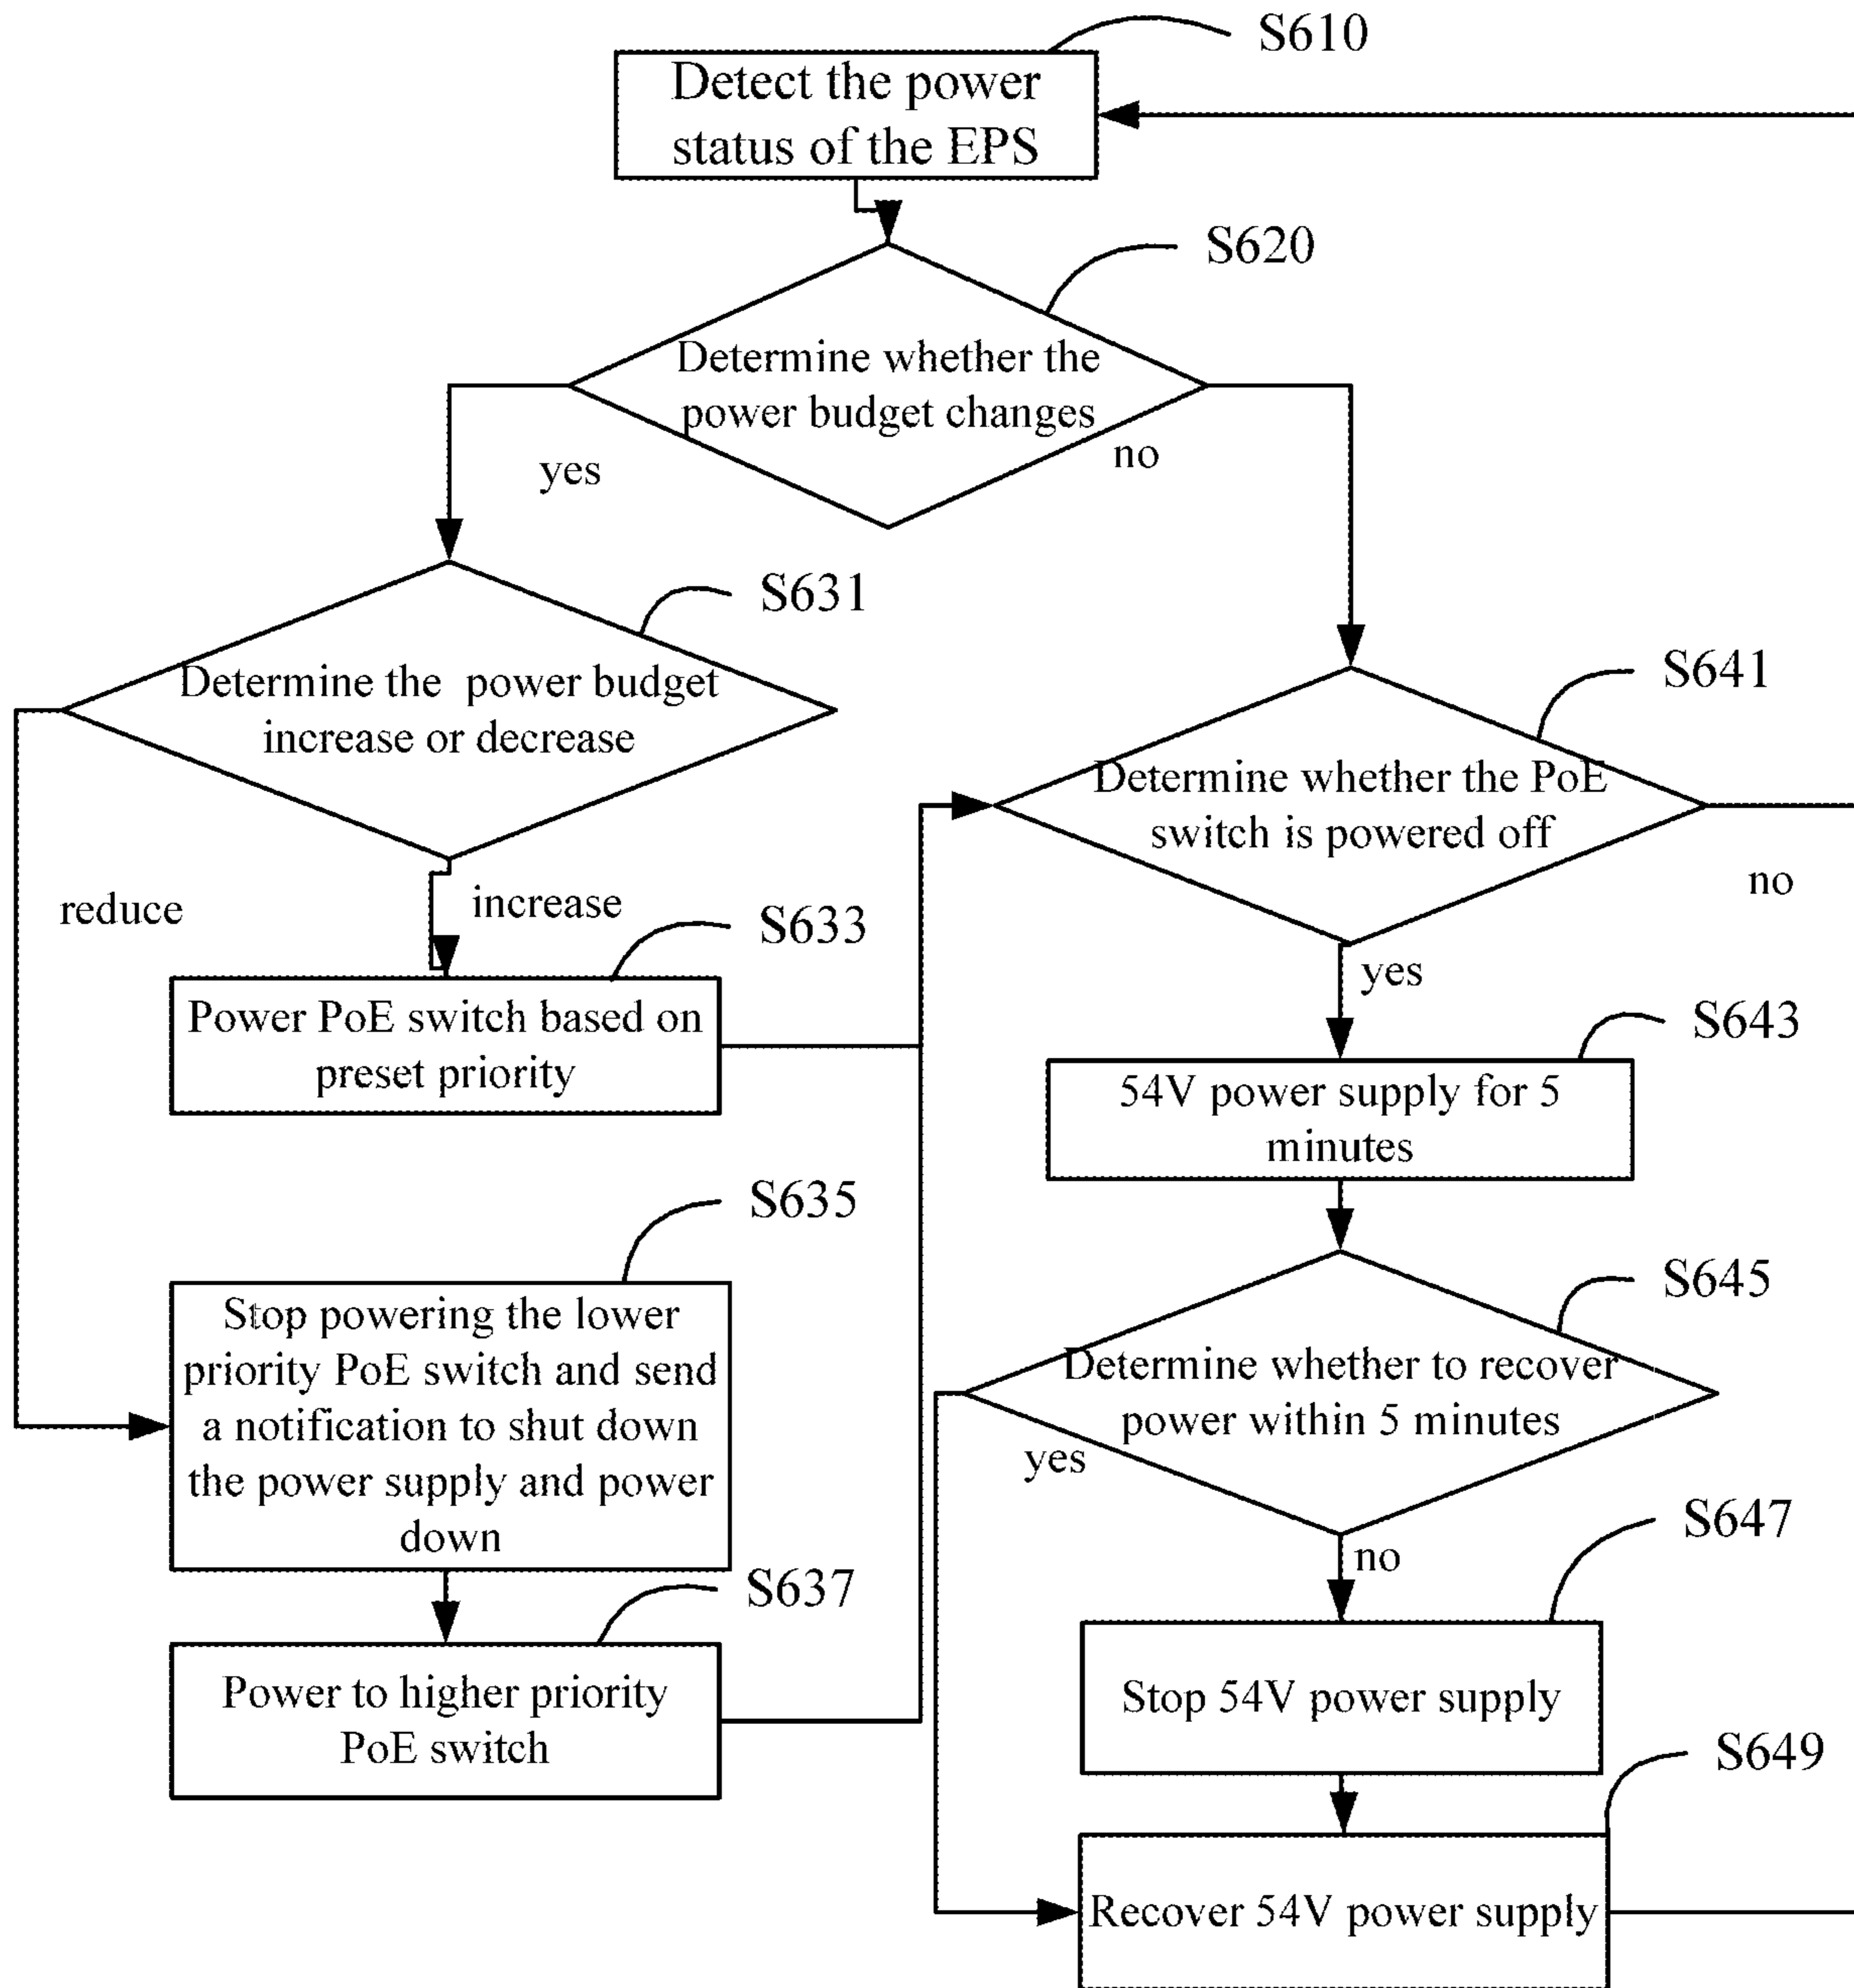 S610
Detect the power
status of the EPS
S620
Determine whether the
power budget changes
yes
no
S631
Determine the power budget
increase or decrease
S641
Determine whether the PoE
switch is powered off
reduce
increase
no
S633
Power PoE switch based on
preset priority
yes
S643
54V power supply for 5
minutes
S635
Stop powering the lower
priority PoE switch and send
a notification to shut down
the power supply and power
down
S645
Determine whether to recover
power within 5 minutes
yes
no
S647
Stop 54V power supply
S637
Power to higher priority
PoE switch
S649
Recover 54V power supply